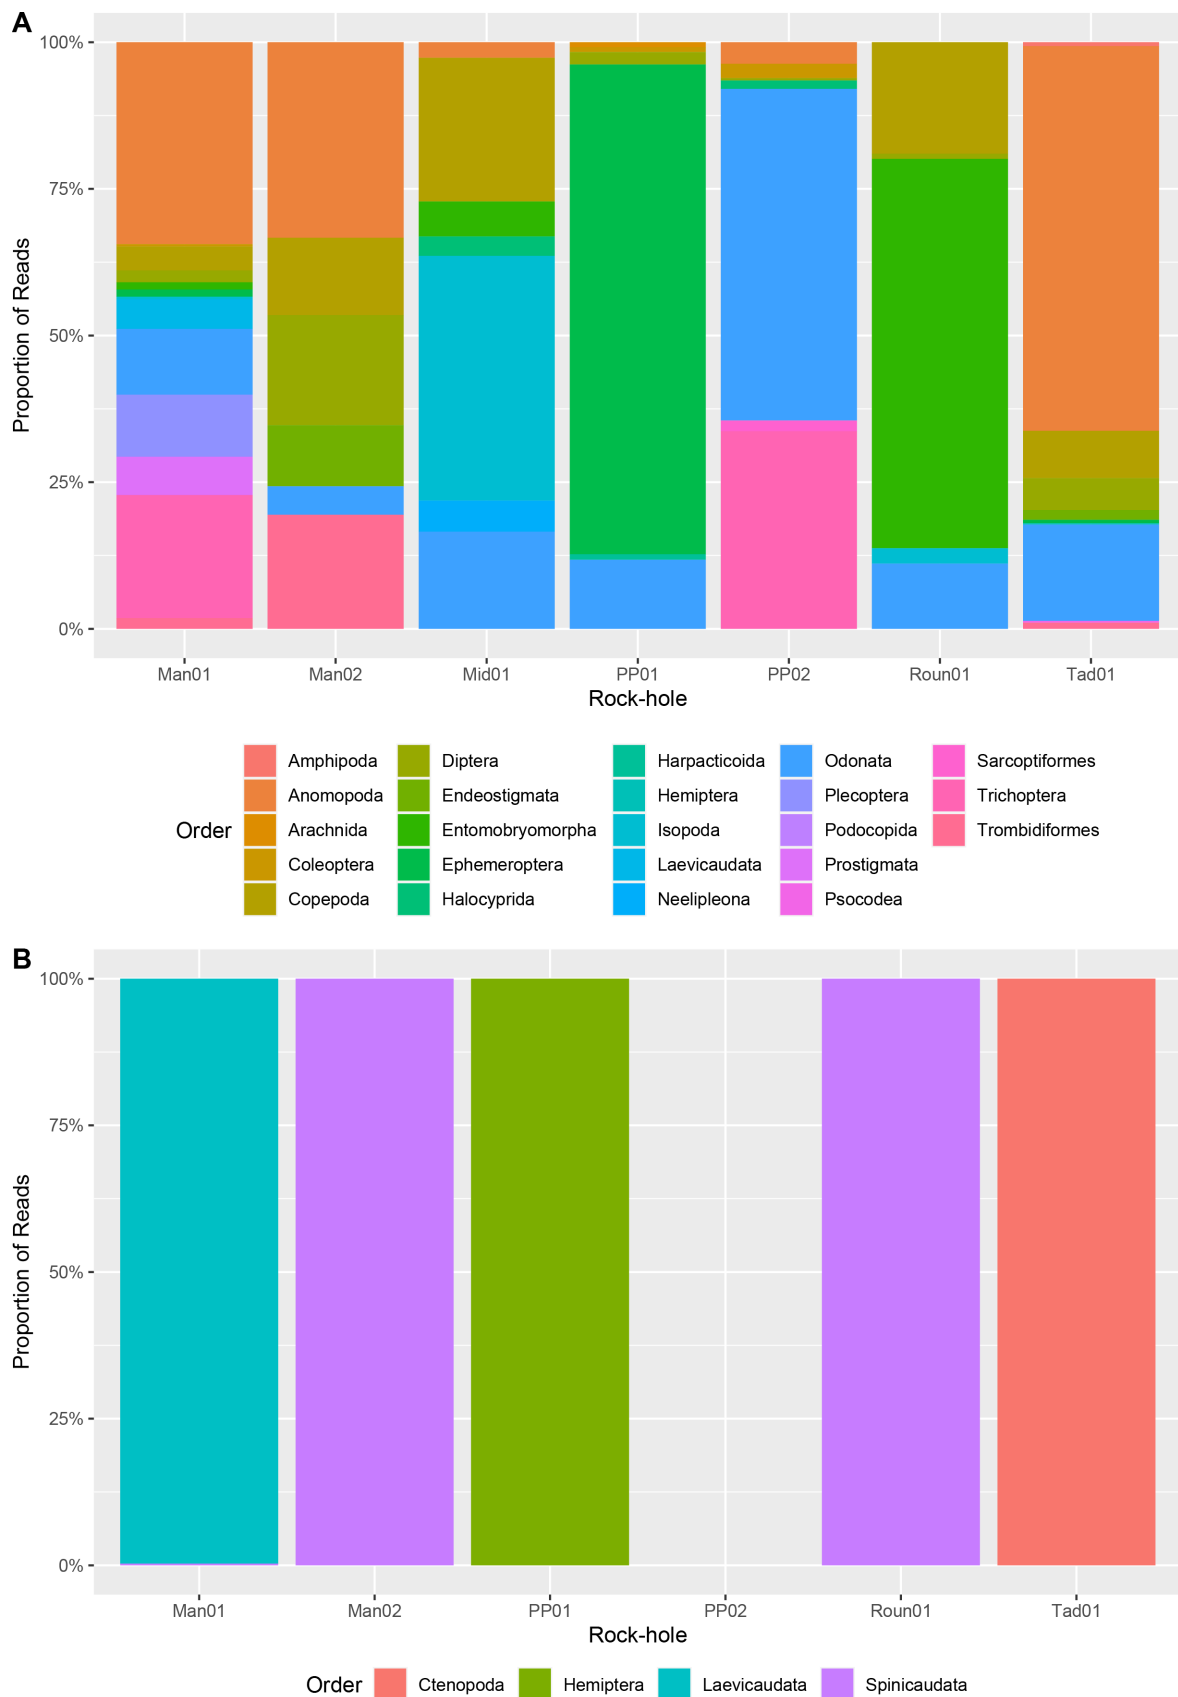 A
100%
75%
50%
25%
0%
Proportion of Reads
Man01 Man02 Mid01 PP01 PP02 Roun01 Tad01
Rock-hole
Order
Amphipoda Diptera Harpacticoida Odonata Sarcoptiformes
Anomopoda Endeostigmata Hemiptera Plecoptera Trichoptera
Arachnida Entomobryomorpha Isopoda Podocopida Trombidiformes
Coleoptera Ephemeroptera Laevicaudata Prostigmata
Copepoda Halocyprida Neelipleona Psocodea
B
100%
75%
50%
25%
0%
Proportion of Reads
Man01 Man02 PP01 PP02 Roun01 Tad01
Rock-hole
Order Ctenopoda Hemiptera Laevicaudata Spinicaudata